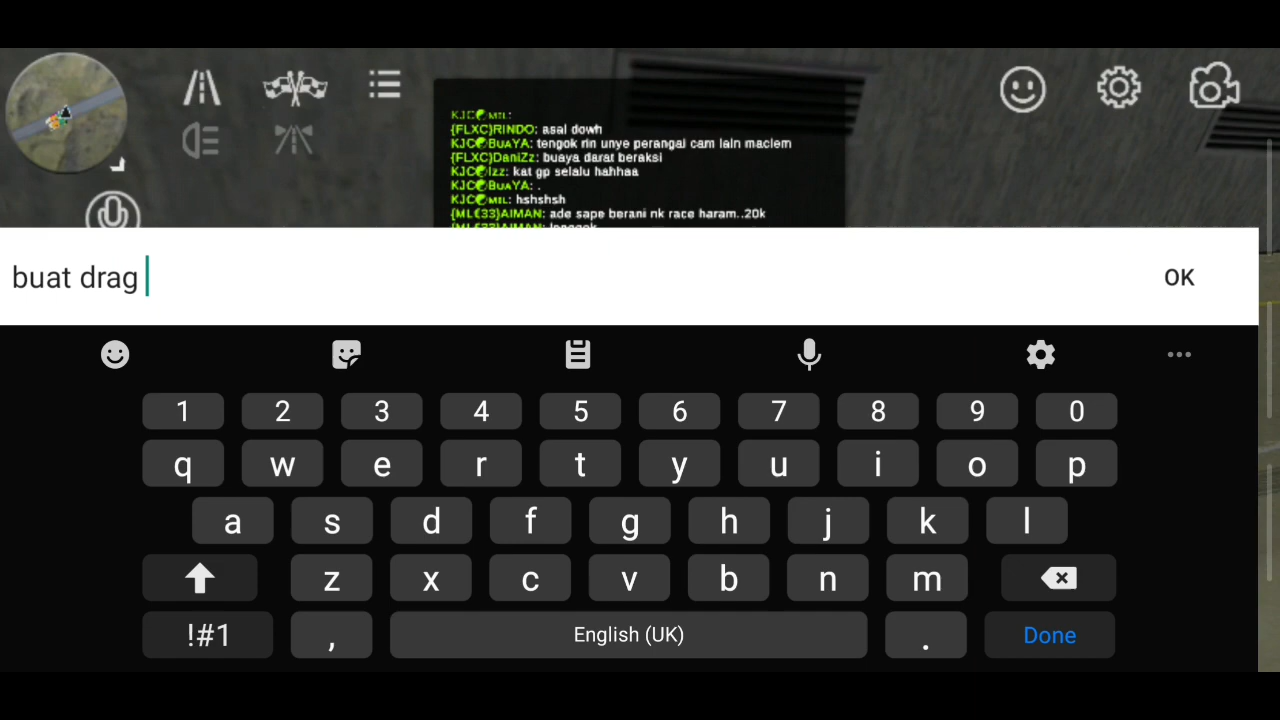 KJC MIL:
{FLXC}RINDO: asal dowh
KJC BUAYA: tengok rin unye perangai cam lain maclem
{FLXC}DaniZz: buaya darat beraksi
KJC Izz: kat gp selalu hahhaa
KJC BUAYA: .
KJC MIL: hshshsh
{ML€33}AIMAN: ade sape berani nk race haram..20k
{ML€33}AIMAN:
buat drag
OK
1 2 3 4 5 6 7 8 9 0
q w e r t y u i o p
a s d f g h j k l
z x c v b n m
!#1 , English (UK) . Done